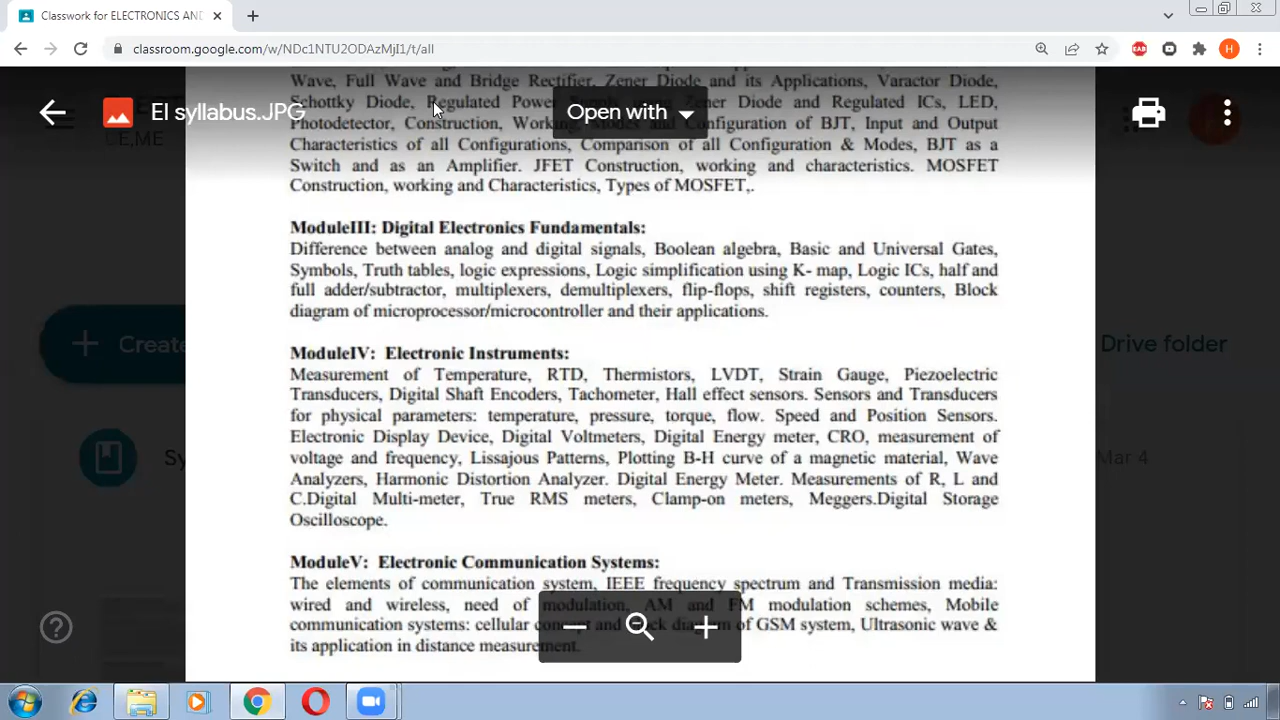 Classwork for ELECTRONICS AND
classroom.google.com/w/NDc1NTU2ODAzMjI1/t/all
H
Wave, Full Wave and Bridge Rectifier, Zener Diode and its Applications, Varactor Diode,
EI syllabus.JPG
Open with
Schottky Diode, Regulated Power Zener Diode and Regulated ICs, LED,
Photodetector, Construction, Working, Modes and Configuration of BJT, Input and Output
CE,ME
Characteristics of all Configurations, Comparison of all Configuration & Modes, BJT as a
Switch and as an Amplifier. JFET Construction, working and characteristics. MOSFET
Construction, working and Characteristics, Types of MOSFET,.
ModuleIII: Digital Electronics Fundamentals:
Difference between analog and digital signals, Boolean algebra, Basic and Universal Gates,
Symbols, Truth tables, logic expressions, Logic simplification using K- map, Logic ICs, half and
full adder/subtractor, multiplexers, demultiplexers, flip-flops, shift registers, counters, Block
diagram of microprocessor/microcontroller and their applications.
Create
Drive folder
ModuleIV: Electronic Instruments:
Measurement of Temperature, RTD, Thermistors, LVDT, Strain Gauge, Piezoelectric
Transducers, Digital Shaft Encoders, Tachometer, Hall effect sensors. Sensors and Transducers
for physical parameters: temperature, pressure, torque, flow. Speed and Position Sensors.
Electronic Display Device, Digital Voltmeters, Digital Energy meter, CRO, measurement of
voltage and frequency, Lissajous Patterns, Plotting B-H curve of a magnetic material, Wave
Sy
Mar 4
Analyzers, Harmonic Distortion Analyzer. Digital Energy Meter. Measurements of R, L and
C.Digital Multi-meter, True RMS meters, Clamp-on meters, Meggers.Digital Storage
Oscilloscope.
ModuleV: Electronic Communication Systems:
The elements of communication system, IEEE frequency spectrum and Transmission media:
wired and wireless, need of modulation, AM and FM modulation schemes, Mobile
communication systems: cellular concept and block diagram of GSM system, Ultrasonic wave &
its application in distance measurement.